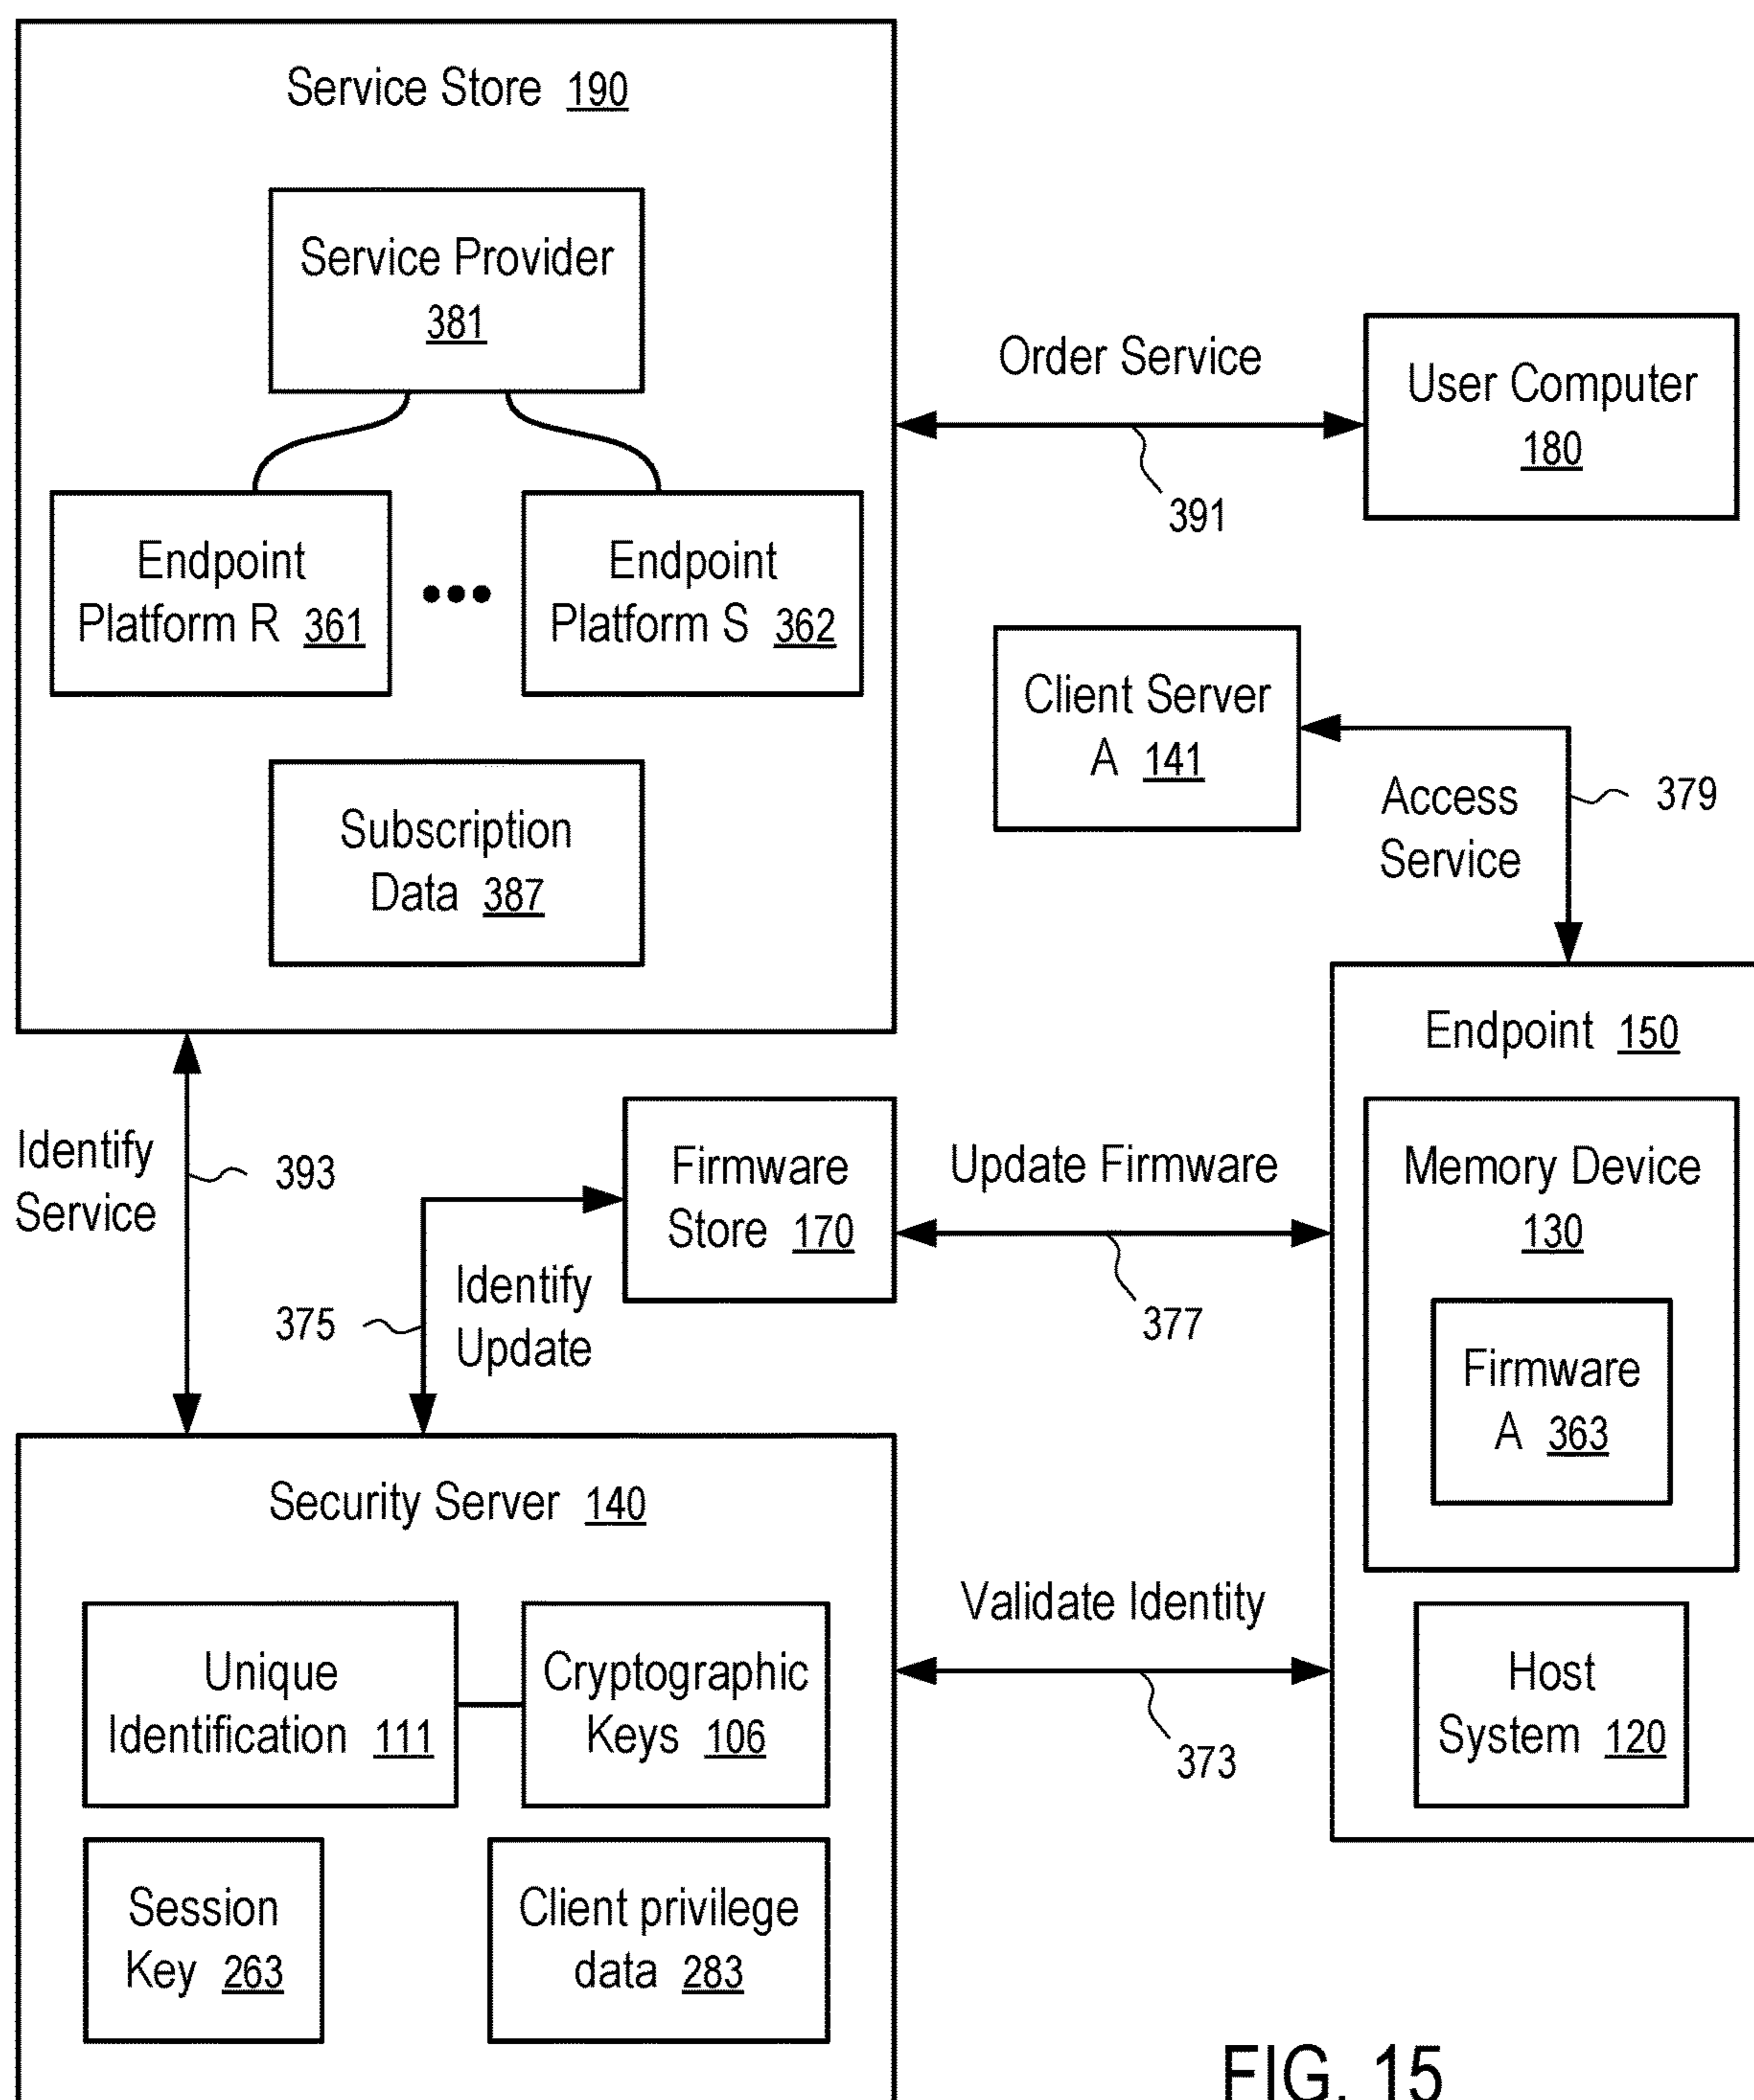 Service Store 190
Service Provider
381
Endpoint
Platform R 361
Endpoint
Platform S 362
Subscription
Data 387
Order Service
391
User Computer
180
Client Server
A 141
Access
Service
379
Identify
Service
393
Firmware
Store 170
Identify
Update
375
Update Firmware
377
Endpoint 150
Memory Device
130
Firmware
A 363
Host
System 120
Security Server 140
Unique
Identification 111
Cryptographic
Keys 106
Session
Key 263
Client privilege
data 283
Validate Identity
373
FIG. 15